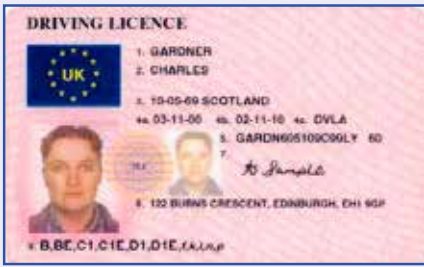 DRIVING LICENCE
UK
1. GARDNER
2. CHARLES
3. 10-05-69 SCOTLAND
4a. 03-11-00 4b. 02-11-10 4c. DVLA
5. GARDN605109C99LY 60
7.
Sample
8. 122 BURNS CRESCENT, EDINBURGH, EH1 9GP
9. B,BE,C1,C1E,D1,D1E,f,k,l,n,p